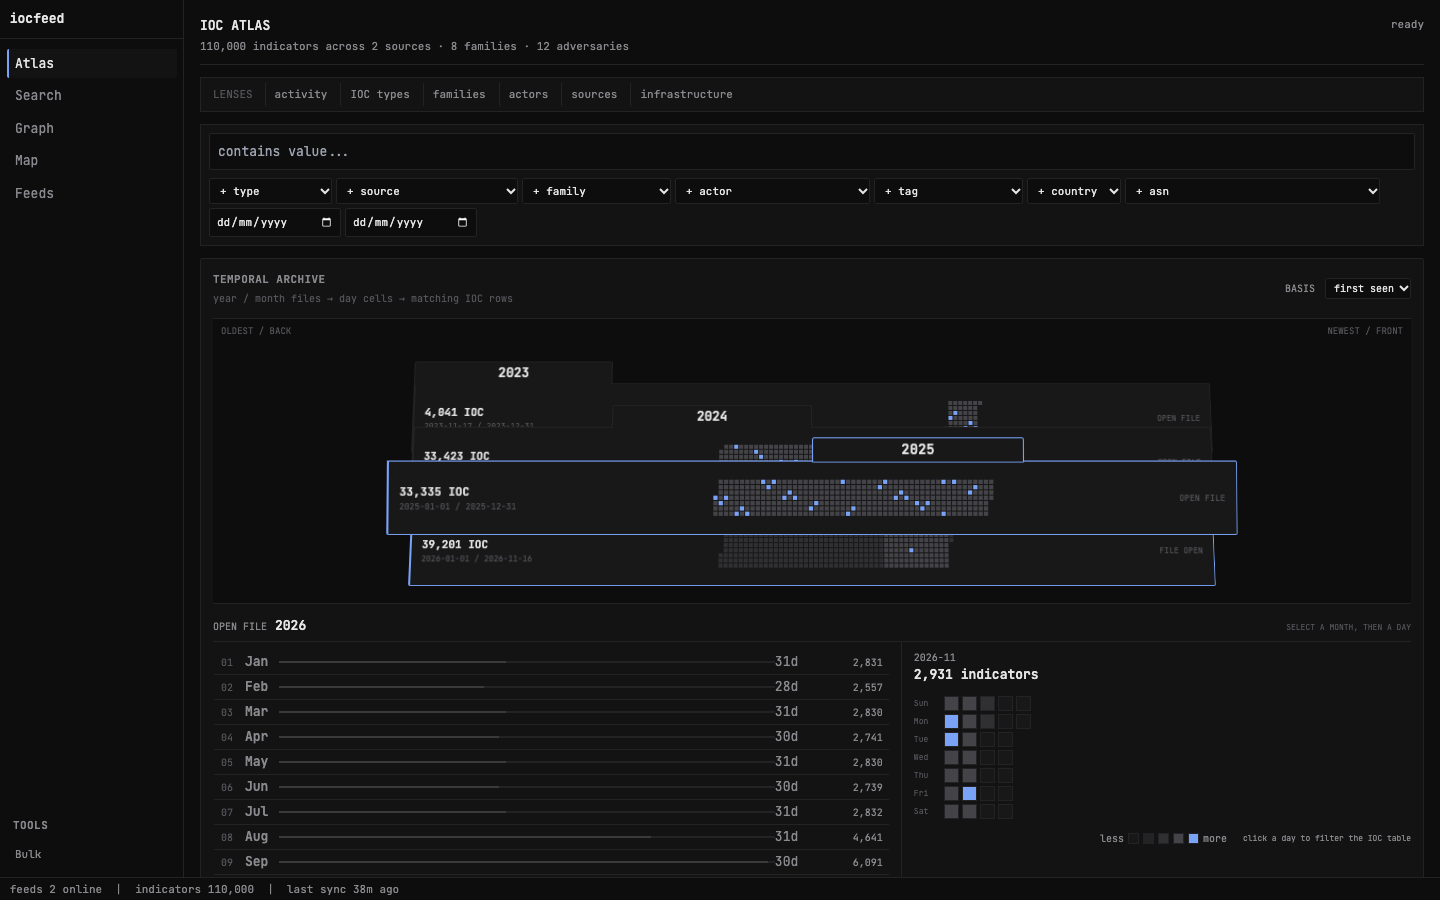 iocfeed
Atlas
Search
Graph
Map
Feeds
TOOLS
Bulk
IOC ATLAS
110,000 indicators across 2 sources · 8 families · 12 adversaries
ready
LENSES activity IOC types families actors sources infrastructure
contains value...
+ type + source + family + actor + tag + country + asn
dd/mm/yyyy dd/mm/yyyy
TEMPORAL ARCHIVE
year / month files → day cells → matching IOC rows
BASIS first seen
OLDEST / BACK NEWEST / FRONT
2023
4,041 IOC
2023-11-17 / 2023-12-31
OPEN FILE
2024
33,423 IOC
2025
33,335 IOC
2025-01-01 / 2025-12-31
OPEN FILE
39,201 IOC
2026-01-01 / 2026-11-16
FILE OPEN
OPEN FILE 2026
SELECT A MONTH, THEN A DAY
01 Jan 31d 2,831
02 Feb 28d 2,557
03 Mar 31d 2,830
04 Apr 30d 2,741
05 May 31d 2,830
06 Jun 30d 2,739
07 Jul 31d 2,832
08 Aug 31d 4,641
09 Sep 30d 6,091
2026-11
2,931 indicators
Sun
Mon
Tue
Wed
Thu
Fri
Sat
less more click a day to filter the IOC table
feeds 2 online | indicators 110,000 | last sync 38m ago